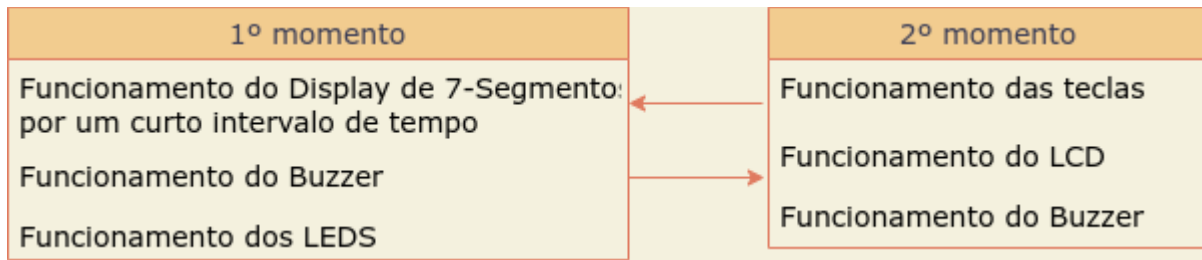 1º momento
Funcionamento do Display de 7-Segmentos
por um curto intervalo de tempo
Funcionamento do Buzzer
Funcionamento dos LEDS
2º momento
Funcionamento das teclas
Funcionamento do LCD
Funcionamento do Buzzer